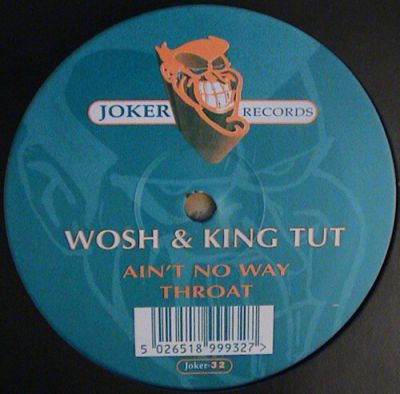 JOKER RECORDS
WOSH & KING TUT
AIN'T NO WAY
THROAT
5 026518 999327 >
Joker-32